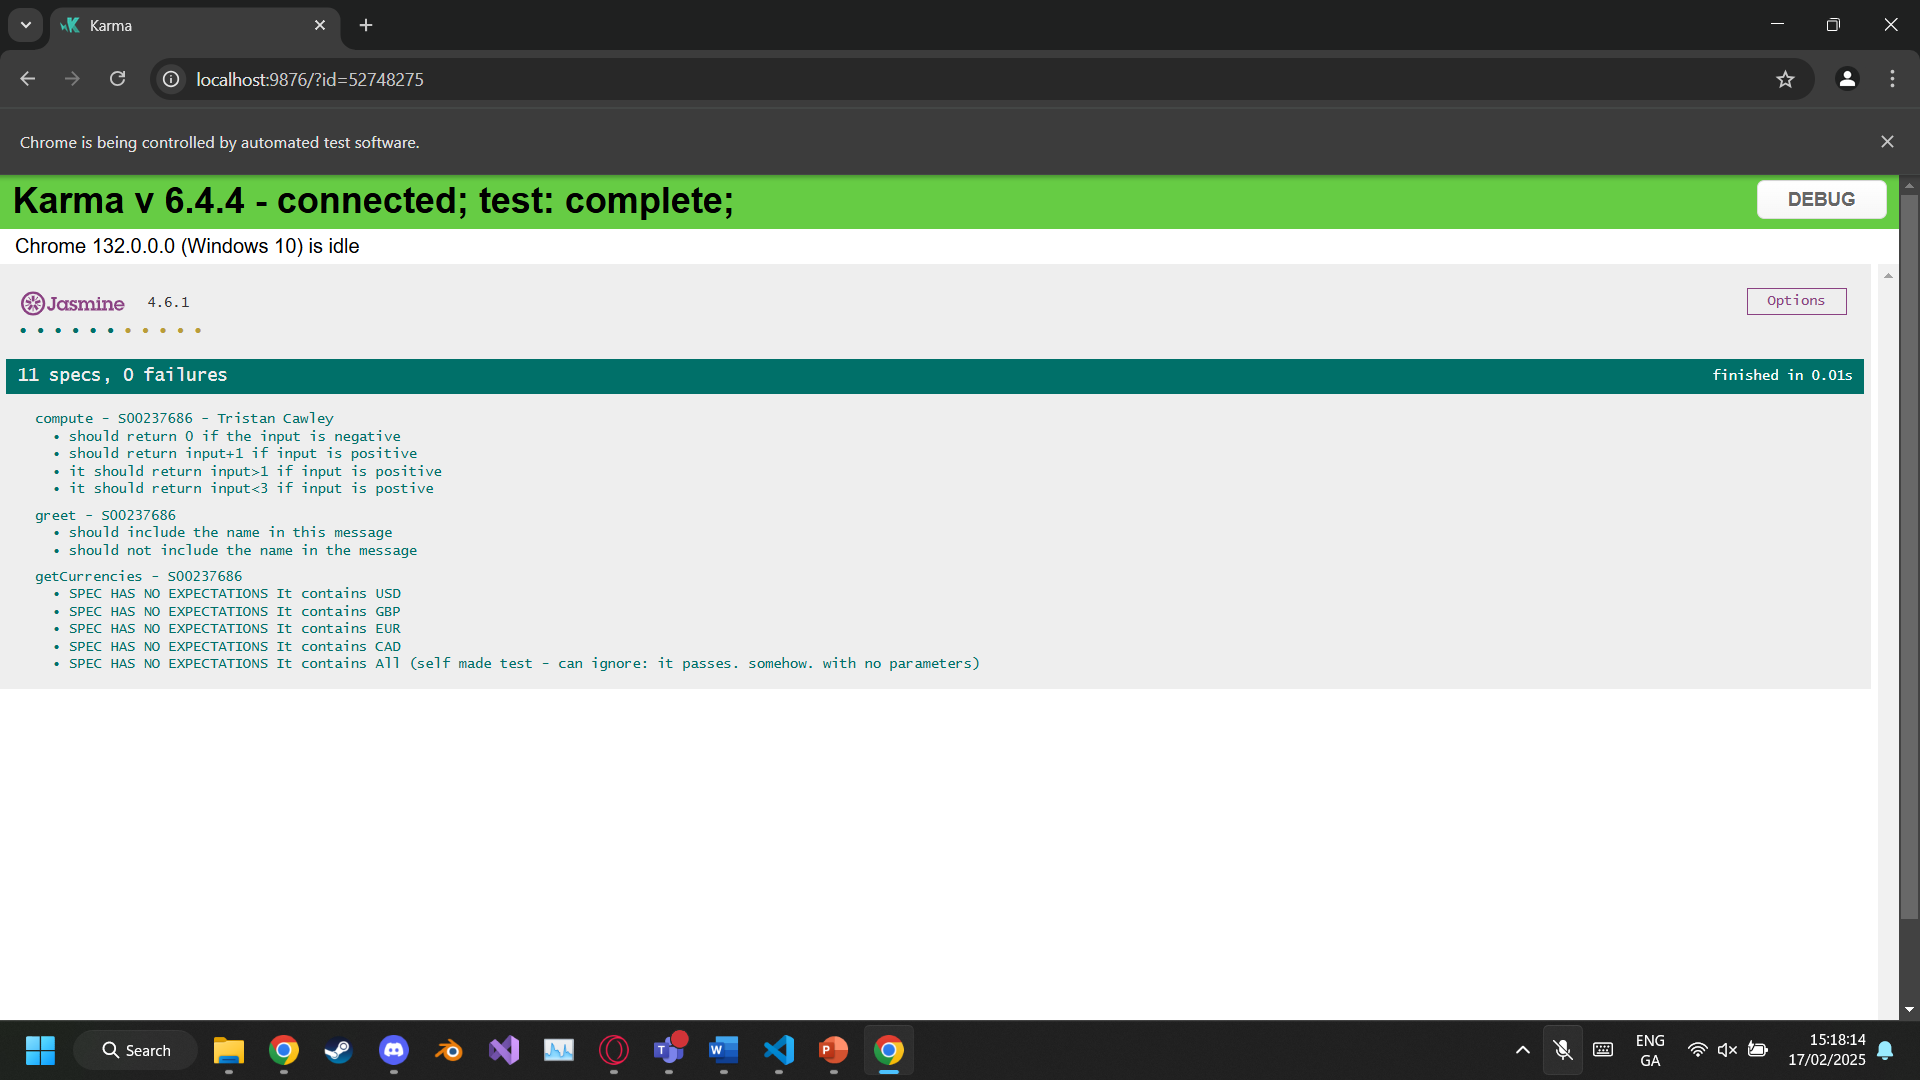 Karma
localhost:9876/?id=52748275
Chrome is being controlled by automated test software.
Karma v 6.4.4 - connected; test: complete;
DEBUG
Chrome 132.0.0.0 (Windows 10) is idle
Jasmine 4.6.1
Options
11 specs, 0 failures
finished in 0.01s
compute - S00237686 - Tristan Cawley
• should return 0 if the input is negative
• should return input+1 if input is positive
• it should return input>1 if input is positive
• it should return input<3 if input is postive
greet - S00237686
• should include the name in this message
• should not include the name in the message
getCurrencies - S00237686
• SPEC HAS NO EXPECTATIONS It contains USD
• SPEC HAS NO EXPECTATIONS It contains GBP
• SPEC HAS NO EXPECTATIONS It contains EUR
• SPEC HAS NO EXPECTATIONS It contains CAD
• SPEC HAS NO EXPECTATIONS It contains All (self made test - can ignore: it passes. somehow. with no parameters)
Search
ENG
GA
15:18:14
17/02/2025